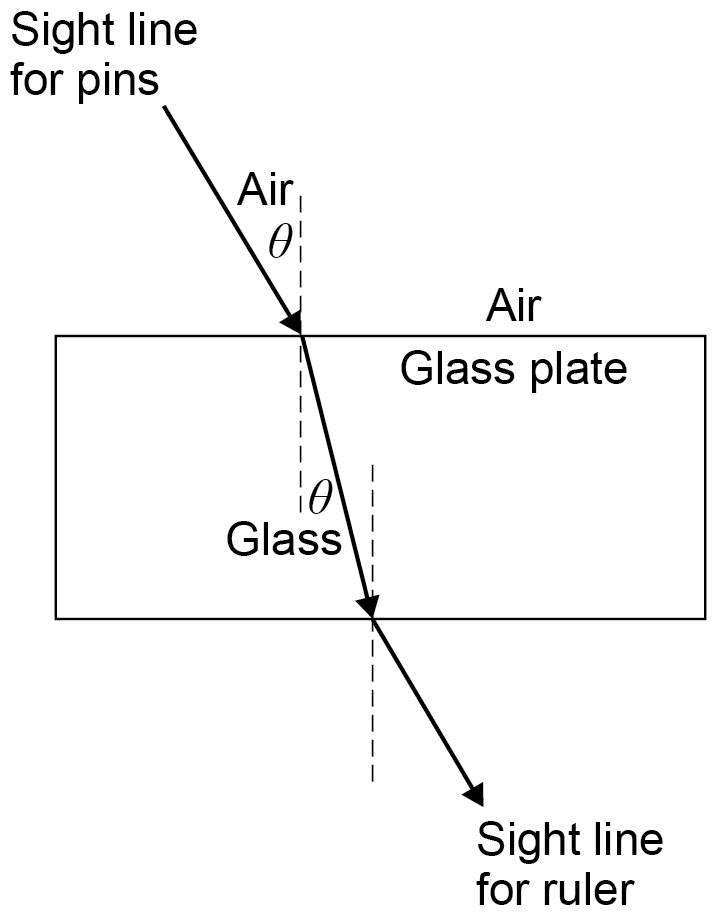 Sight line
for pins
Air
θ
Air
Glass plate
θ
Glass
Sight line
for ruler